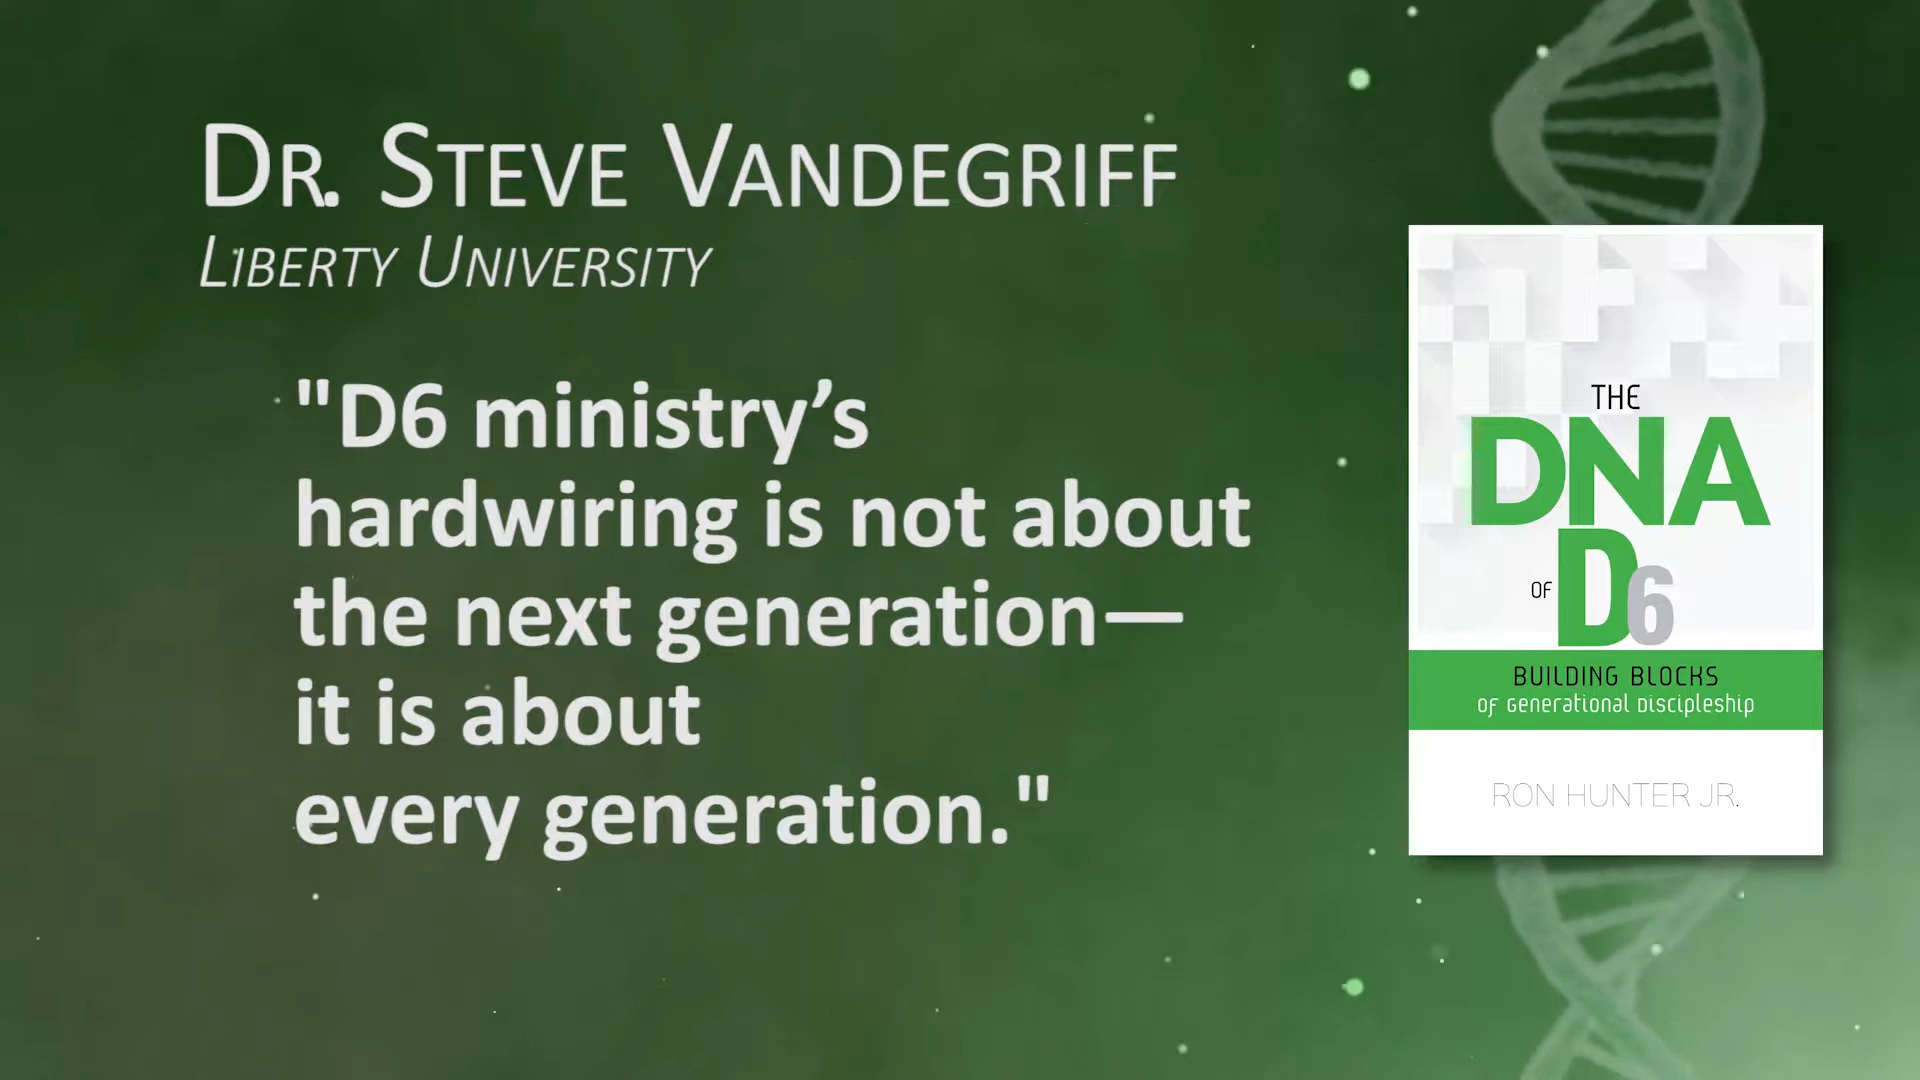 Dr. Steve Vandegriff
Liberty University
"D6 ministry’s
hardwiring is not about
the next generation—
it is about
every generation."
THE
DNA
OF D6
BUILDING BLOCKS
of Generational Discipleship
RON HUNTER JR.